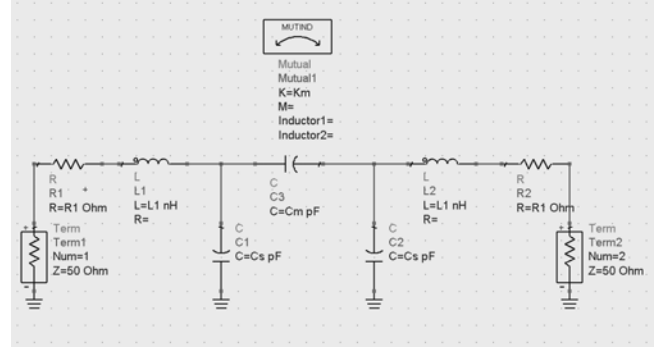 MUTIND
Mutual
Mutual1
K=Km
M=
Inductor1=
Inductor2=
R
R1
R=R1 Ohm
L
L1
L=L1 nH
R=
C
C3
C=Cm pF
L
L2
L=L1 nH
R=
R
R2
R=R1 Ohm
Term
Term1
Num=1
Z=50 Ohm
C
C1
C=Cs pF
C
C2
C=Cs pF
Term
Term2
Num=2
Z=50 Ohm